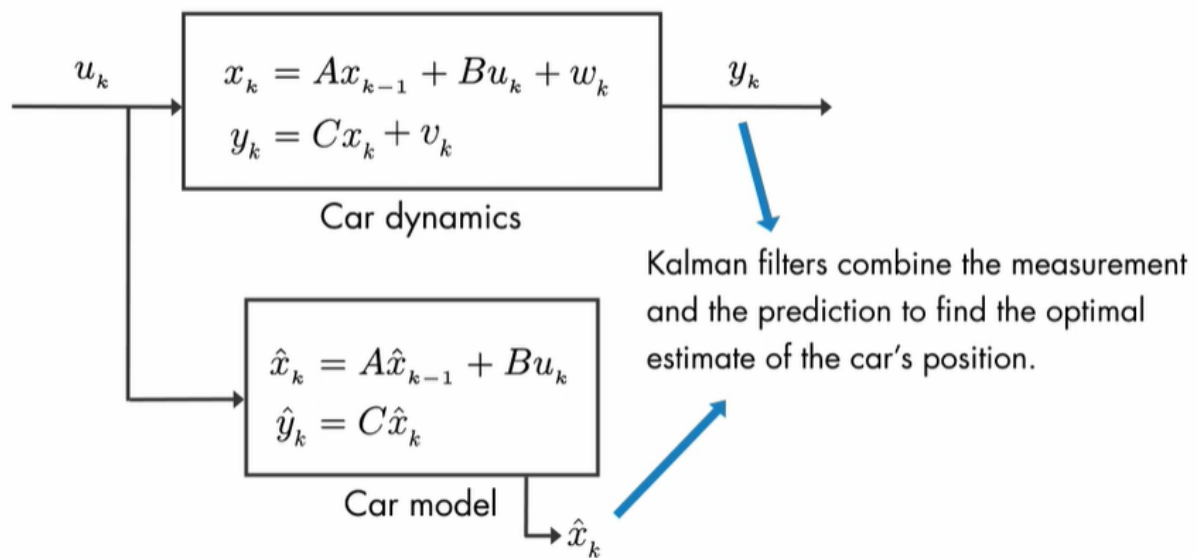 u_k
x_k = Ax_{k-1} + Bu_k + w_k
y_k = Cx_k + v_k
y_k
Car dynamics
Kalman filters combine the measurement
and the prediction to find the optimal
estimate of the car's position.
x̂_k = Ax̂_{k-1} + Bu_k
ŷ_k = Cx̂_k
Car model
x̂_k